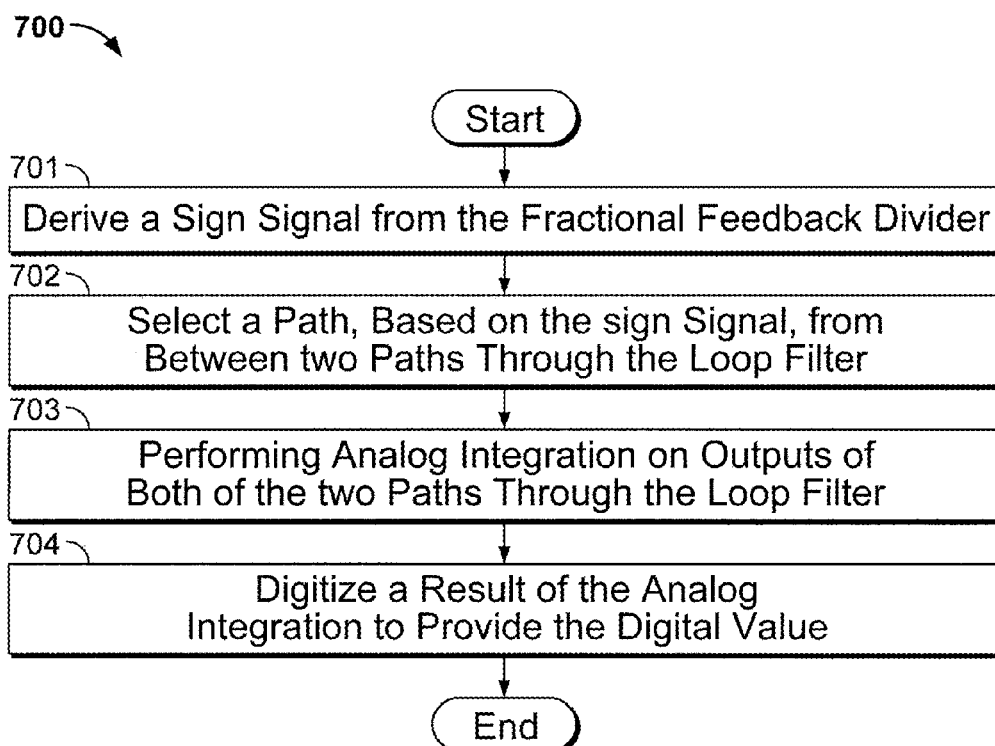 700
Start
701
Derive a Sign Signal from the Fractional Feedback Divider
702
Select a Path, Based on the sign Signal, from
Between two Paths Through the Loop Filter
703
Performing Analog Integration on Outputs of
Both of the two Paths Through the Loop Filter
704
Digitize a Result of the Analog
Integration to Provide the Digital Value
End